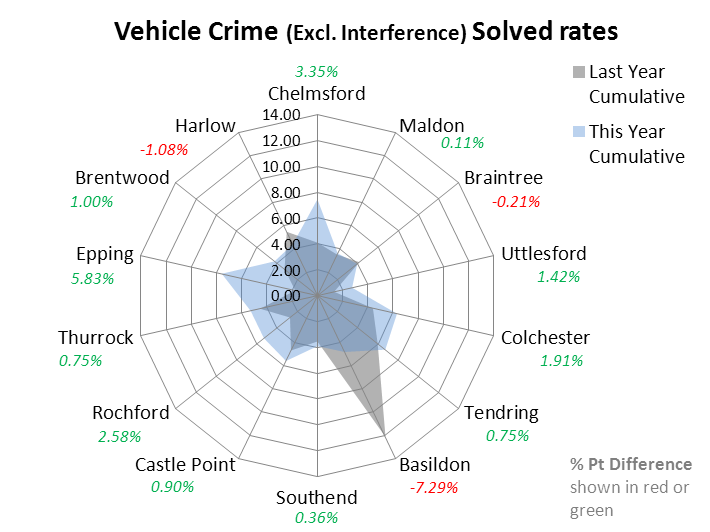 Vehicle Crime (Excl. Interference) Solved rates
3.35%
Chelmsford
Last Year
Cumulative
This Year
Cumulative
14.00
12.00
10.00
8.00
6.00
4.00
2.00
0.00
Maldon
0.11%
Braintree
-0.21%
Uttlesford
1.42%
Colchester
1.91%
Tendring
0.75%
Basildon
-7.29%
Southend
0.36%
Castle Point
0.90%
Rochford
2.58%
Thurrock
0.75%
Epping
5.83%
Brentwood
1.00%
Harlow
-1.08%
% Pt Difference
shown in red or
green